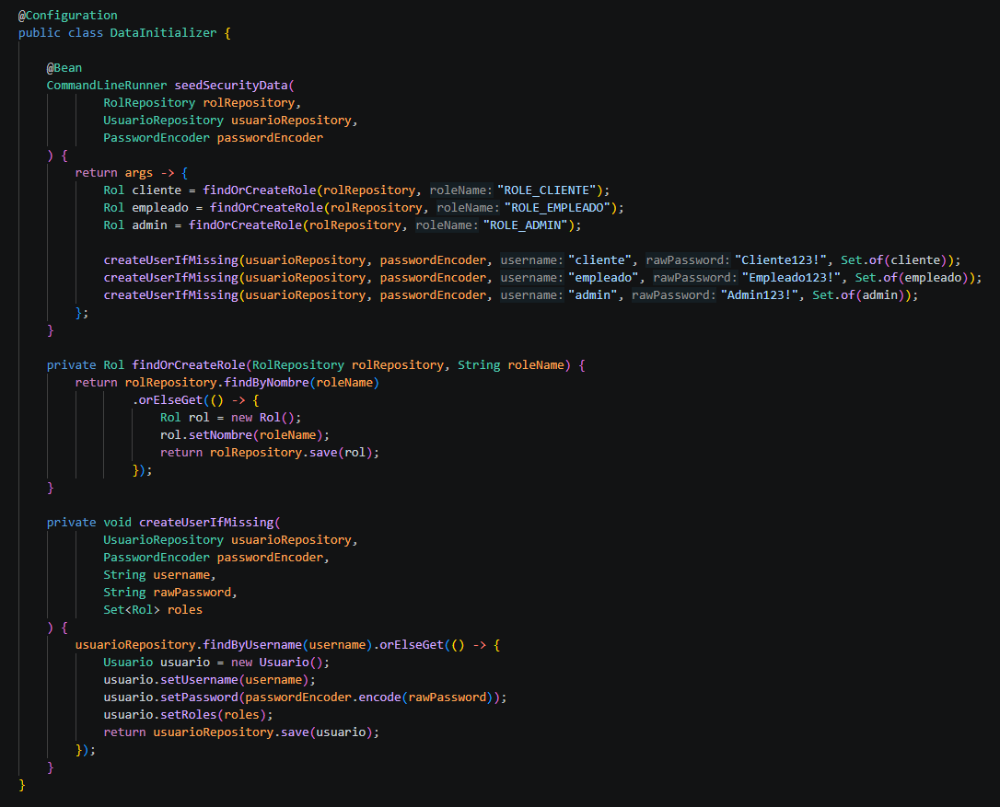 @Configuration
public class DataInitializer {
@Bean
CommandLineRunner seedSecurityData(
RolRepository rolRepository,
UsuarioRepository usuarioRepository,
PasswordEncoder passwordEncoder
) {
return args -> {
Rol cliente = findOrCreateRole(rolRepository, roleName: "ROLE_CLIENTE");
Rol empleado = findOrCreateRole(rolRepository, roleName: "ROLE_EMPLEADO");
Rol admin = findOrCreateRole(rolRepository, roleName: "ROLE_ADMIN");
createUserIfMissing(usuarioRepository, passwordEncoder, username: "cliente", rawPassword: "Cliente123!", Set.of(cliente));
createUserIfMissing(usuarioRepository, passwordEncoder, username: "empleado", rawPassword: "Empleado123!", Set.of(empleado));
createUserIfMissing(usuarioRepository, passwordEncoder, username: "admin", rawPassword: "Admin123!", Set.of(admin));
};
}
private Rol findOrCreateRole(RolRepository rolRepository, String roleName) {
return rolRepository.findByNombre(roleName)
.orElseGet(() -> {
Rol rol = new Rol();
rol.setNombre(roleName);
return rolRepository.save(rol);
});
}
private void createUserIfMissing(
UsuarioRepository usuarioRepository,
PasswordEncoder passwordEncoder,
String username,
String rawPassword,
Set<Rol> roles
) {
usuarioRepository.findByUsername(username).orElseGet(() -> {
Usuario usuario = new Usuario();
usuario.setUsername(username);
usuario.setPassword(passwordEncoder.encode(rawPassword));
usuario.setRoles(roles);
return usuarioRepository.save(usuario);
});
}
}